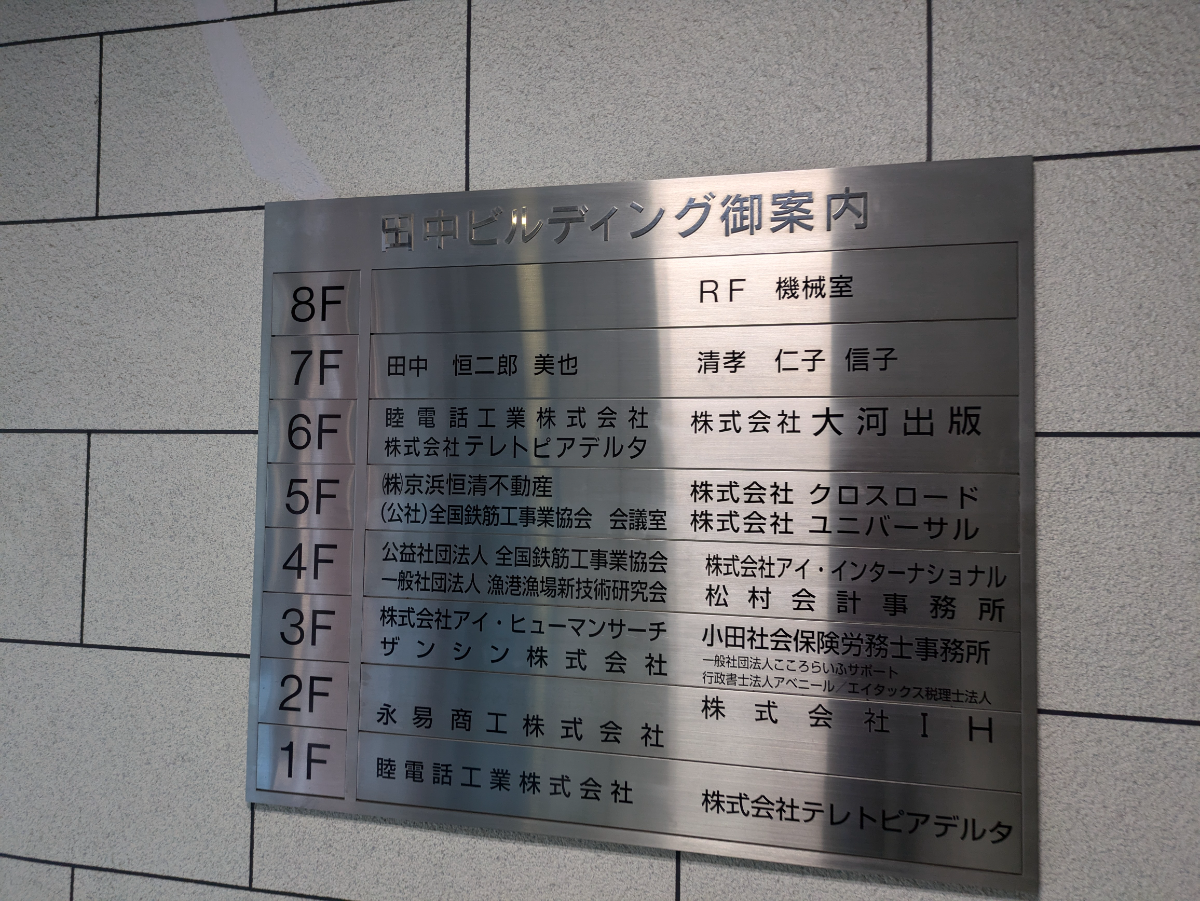 田中ビルディング御案内
8F RF 機械室
7F 田中 恒二郎 美也 清孝 仁子 信子
6F 睦電話工業株式会社 株式会社 大河出版
株式会社テレトピアデルタ
5F ㈱京浜恒清不動産 株式会社 クロスロード
(公社)全国鉄筋工事業協会 会議室 株式会社 ユニバーサル
4F 公益社団法人 全国鉄筋工事業協会 株式会社アイ・インターナショナル
一般社団法人 漁港漁場新技術研究会 松村会計事務所
3F 株式会社アイ・ヒューマンサーチ 小田社会保険労務士事務所
ザンシン株式会社 一般社団法人こころらいふサポート
行政書士法人アベニール／エイタックス税理士法人
2F 永易商工株式会社 株式会社IH
1F 睦電話工業株式会社 株式会社テレトピアデルタ